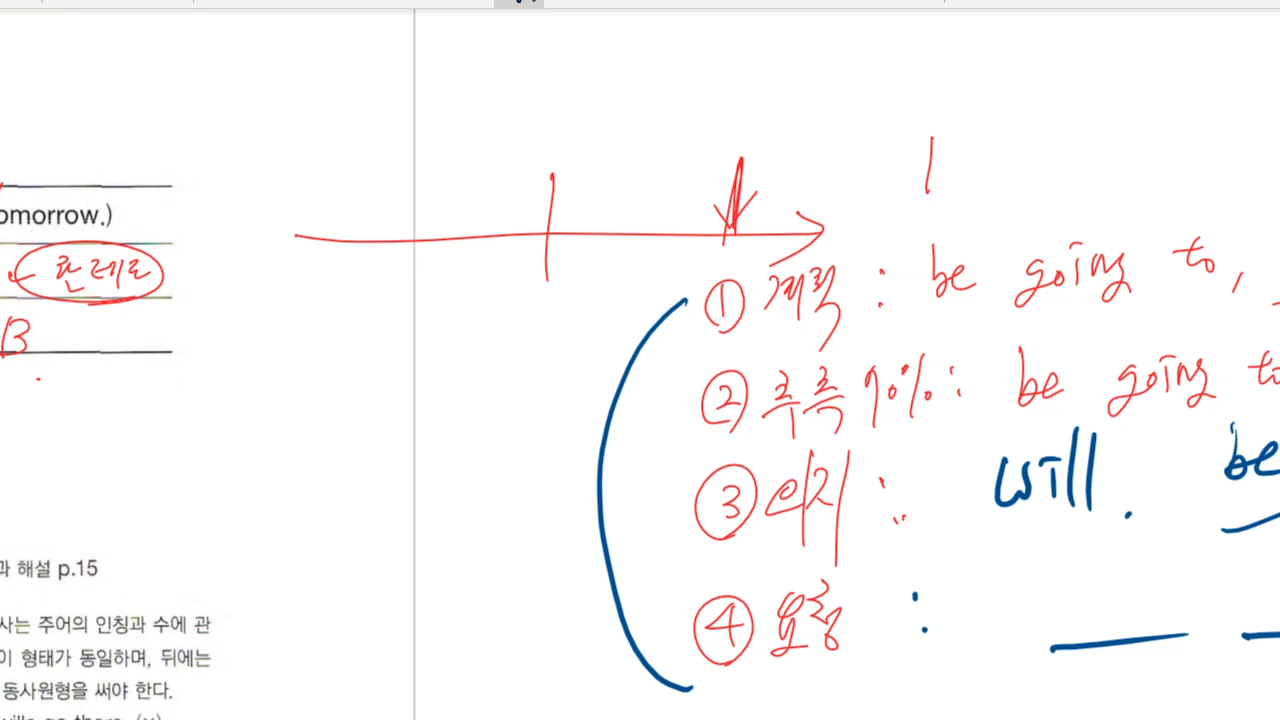 omorrow.)
칸레로
B
과 해설 p.15
사는 주어의 인칭과 수에 관
이 형태가 동일하며, 뒤에는
동사원형을 써야 한다.
① 계획 : be going to,
② 추측 90% : be going to
③ 의지 : will. be
④ 요청 :